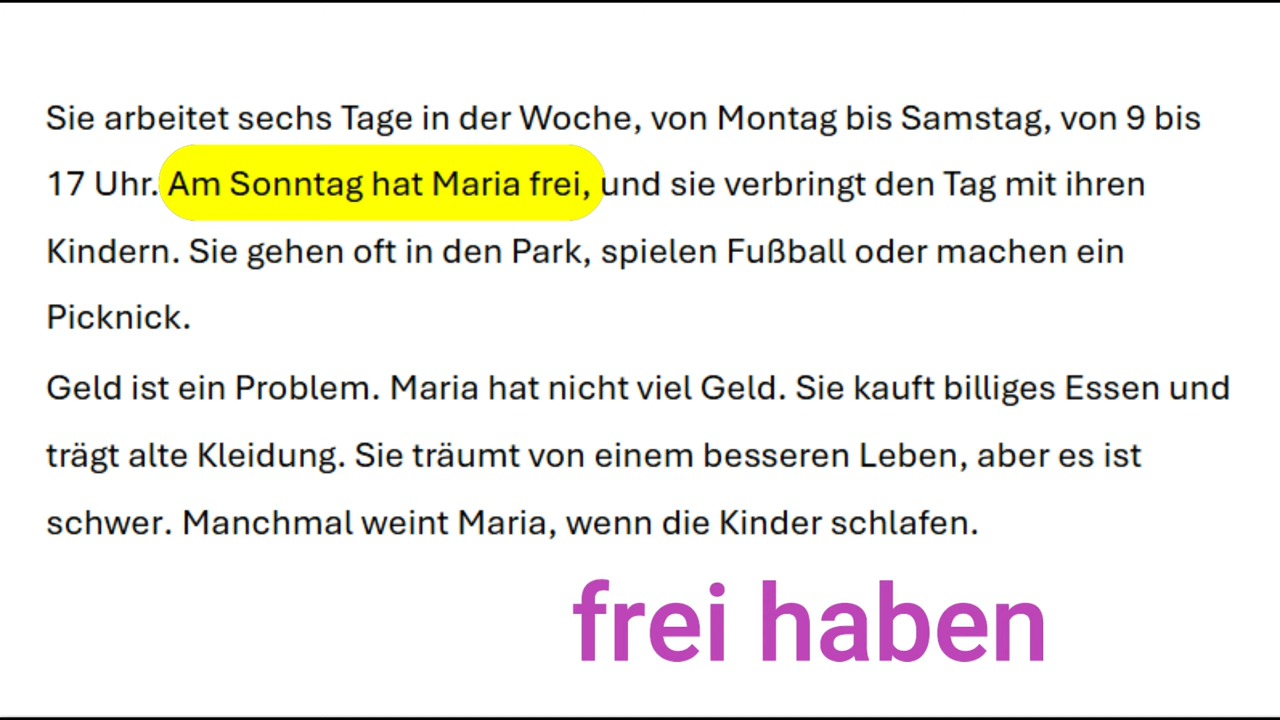 Sie arbeitet sechs Tage in der Woche, von Montag bis Samstag, von 9 bis
17 Uhr. Am Sonntag hat Maria frei, und sie verbringt den Tag mit ihren
Kindern. Sie gehen oft in den Park, spielen Fußball oder machen ein
Picknick.
Geld ist ein Problem. Maria hat nicht viel Geld. Sie kauft billiges Essen und
trägt alte Kleidung. Sie träumt von einem besseren Leben, aber es ist
schwer. Manchmal weint Maria, wenn die Kinder schlafen.
frei haben